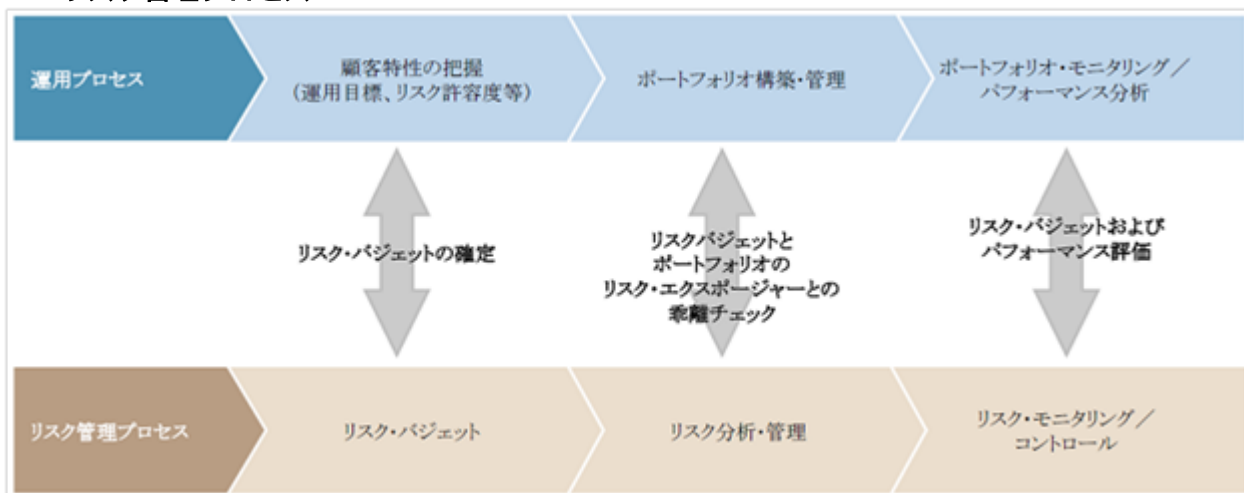 運用プロセス
顧客特性の把握
(運用目標、リスク許容度等)
ポートフォリオ構築・管理
ポートフォリオ・モニタリング／
パフォーマンス分析
リスク・バジェットの確定
リスクバジェットと
ポートフォリオの
リスク・エクスポージャーとの
乖離チェック
リスク・バジェットおよび
パフォーマンス評価
リスク管理プロセス
リスク・バジェット
リスク分析・管理
リスク・モニタリング／
コントロール